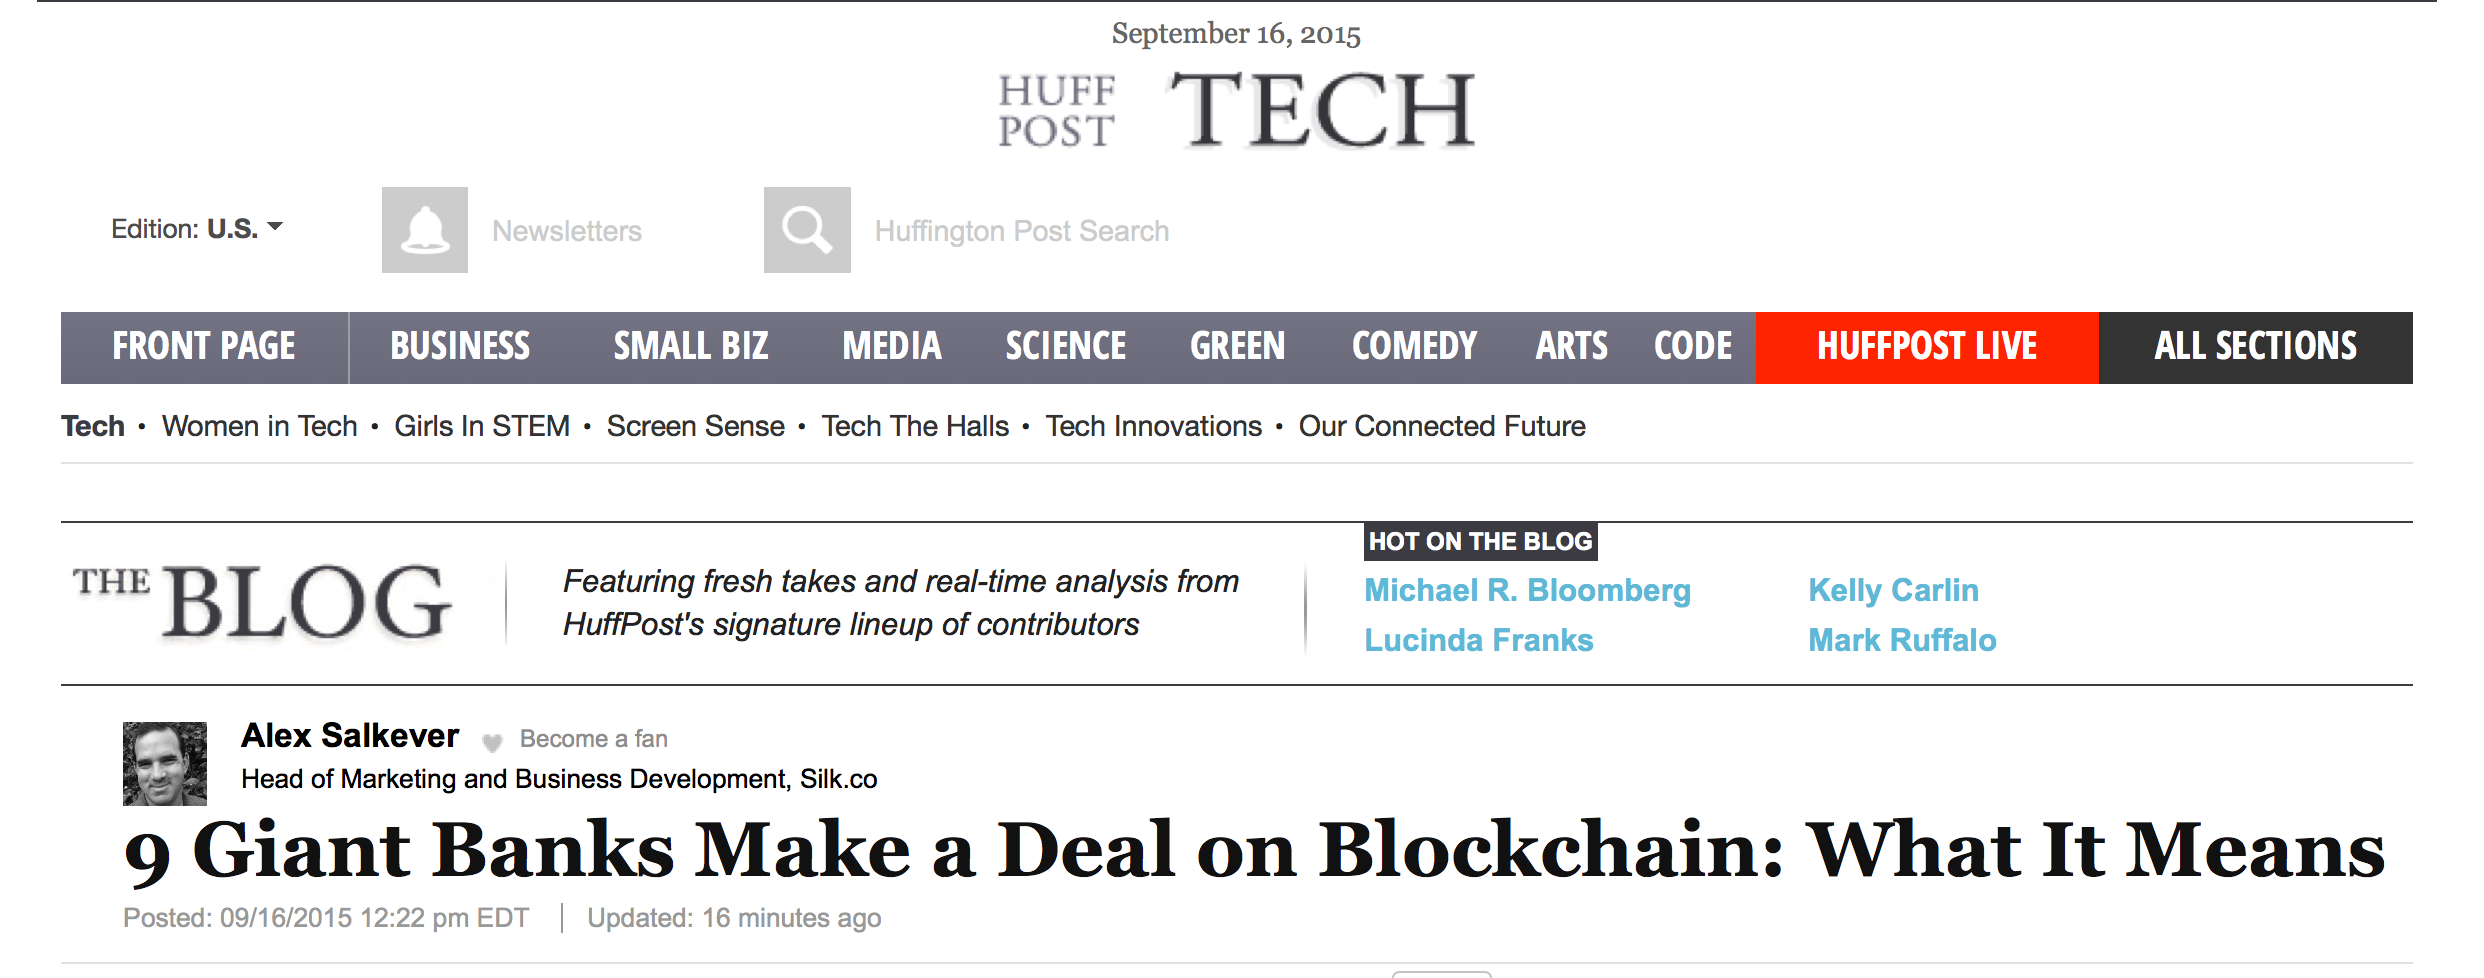 September 16, 2015
HUFF
POST
TECH
Edition: U.S.
Newsletters
Huffington Post Search
FRONT PAGE BUSINESS SMALL BIZ MEDIA SCIENCE GREEN COMEDY ARTS CODE HUFFPOST LIVE ALL SECTIONS
Tech • Women in Tech • Girls In STEM • Screen Sense • Tech The Halls • Tech Innovations • Our Connected Future
THE BLOG
Featuring fresh takes and real-time analysis from
HuffPost's signature lineup of contributors
HOT ON THE BLOG
Michael R. Bloomberg Kelly Carlin
Lucinda Franks Mark Ruffalo
Alex Salkever Become a fan
Head of Marketing and Business Development, Silk.co
9 Giant Banks Make a Deal on Blockchain: What It Means
Posted: 09/16/2015 12:22 pm EDT | Updated: 16 minutes ago